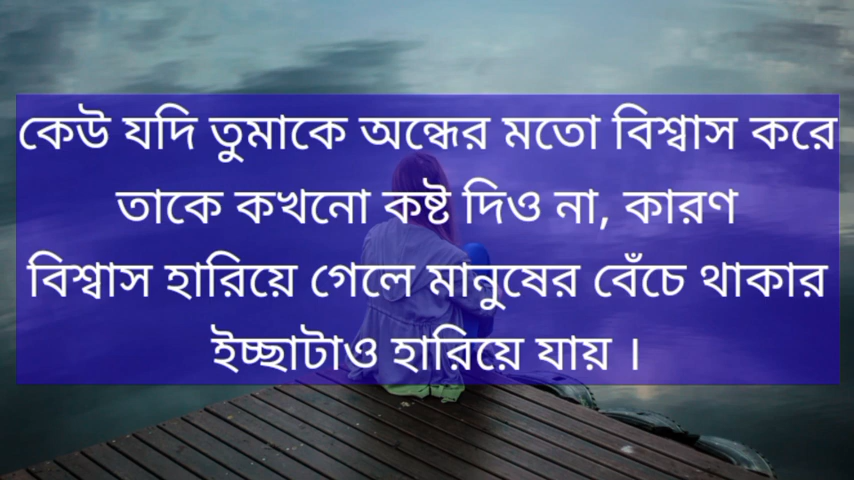 কেউ যদি তুমাকে অন্ধের মতো বিশ্বাস করে
তাকে কখনো কষ্ট দিও না, কারণ
বিশ্বাস হারিয়ে গেলে মানুষের বেঁচে থাকার
ইচ্ছাটাও হারিয়ে যায় ।